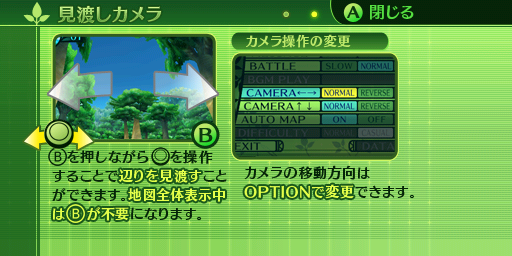 見渡しカメラ
Ⓐ 閉じる
Ⓑ
Ⓑを押しながら◎を操作
することで辺りを見渡すこと
ができます。地図全体表示中
はⒷが不要になります。
カメラ操作の変更
BATTLE SLOW NORMAL
BGM PLAY
CAMERA←→ NORMAL REVERSE
CAMERA↑↓ NORMAL REVERSE
AUTO MAP ON OFF
DIFFICULTY NORMAL CASUAL
EXIT DATA
カメラの移動方向は
OPTIONで変更できます。